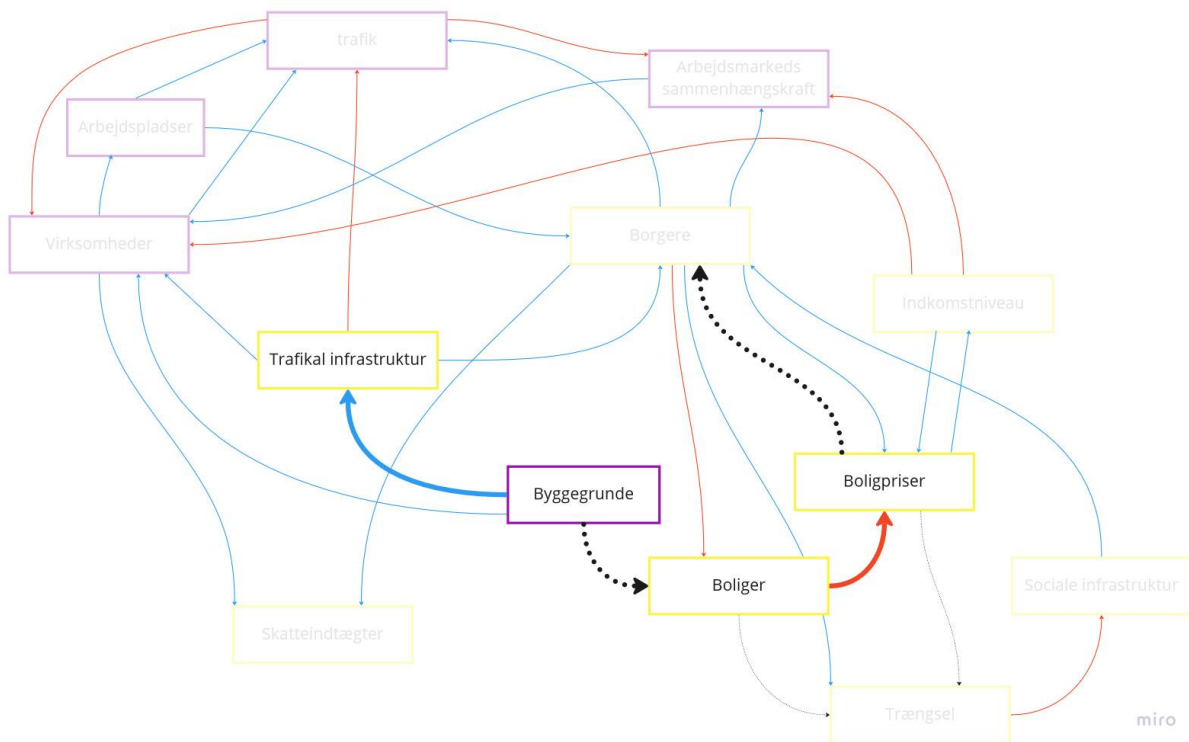 trafik
Arbejdsmarkeds
sammenhængskraft
Arbejdspladser
Virksomheder
Borgere
Indkomstniveau
Trafikal infrastruktur
Boligpriser
Byggegrunde
Boliger
Sociale infrastruktur
Skatteindtægter
Trængsel
miro